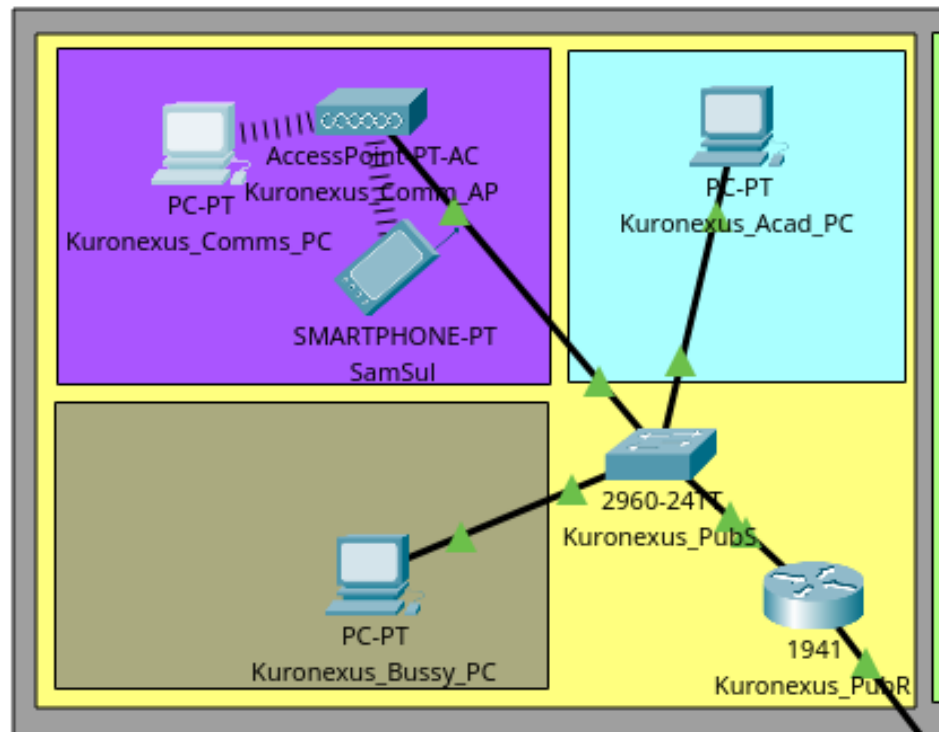 AccessPoint-PT-AC
Kuronexus_Comm_AP
PC-PT
Kuronexus_Comms_PC
SMARTPHONE-PT
SamSul
PC-PT
Kuronexus_Acad_PC
2960-24TT
Kuronexus_PubS
PC-PT
Kuronexus_Bussy_PC
1941
Kuronexus_PubR